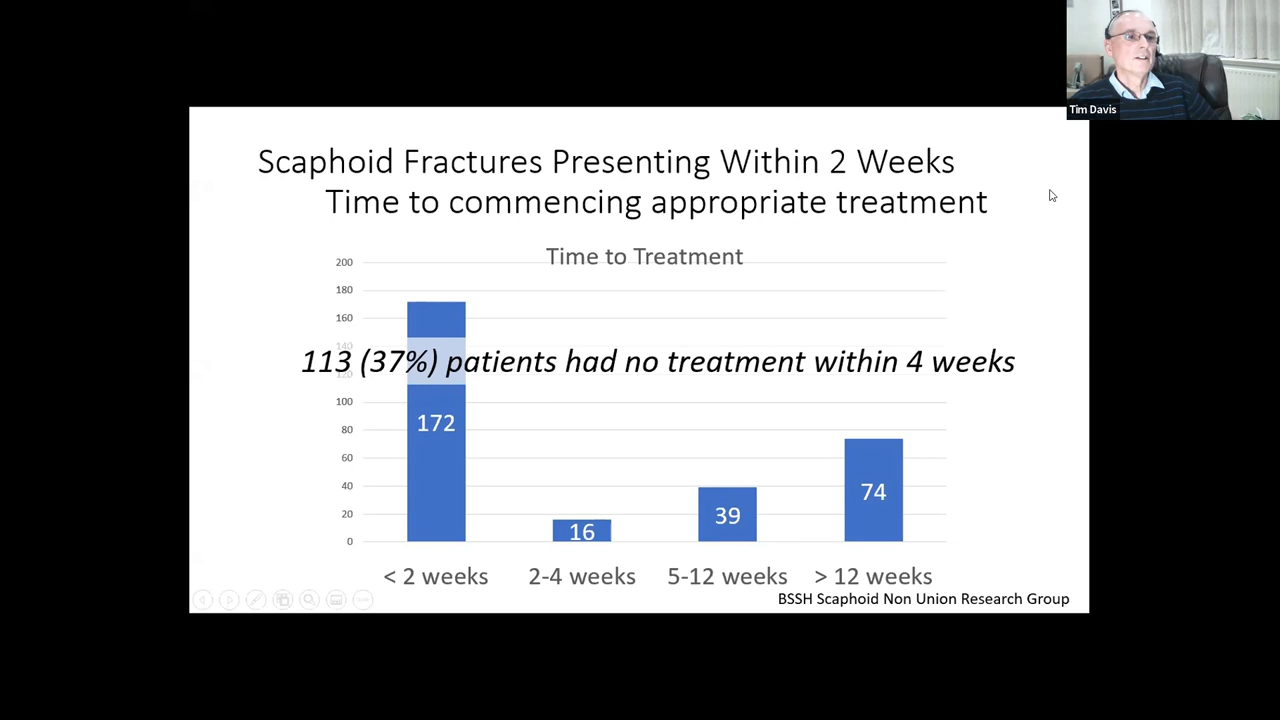 Tim Davis
Scaphoid Fractures Presenting Within 2 Weeks
Time to commencing appropriate treatment
Time to Treatment
200
180
160
140
120
100
80
60
40
20
0
113 (37%) patients had no treatment within 4 weeks
172
16
39
74
< 2 weeks
2-4 weeks
5-12 weeks
> 12 weeks
BSSH Scaphoid Non Union Research Group